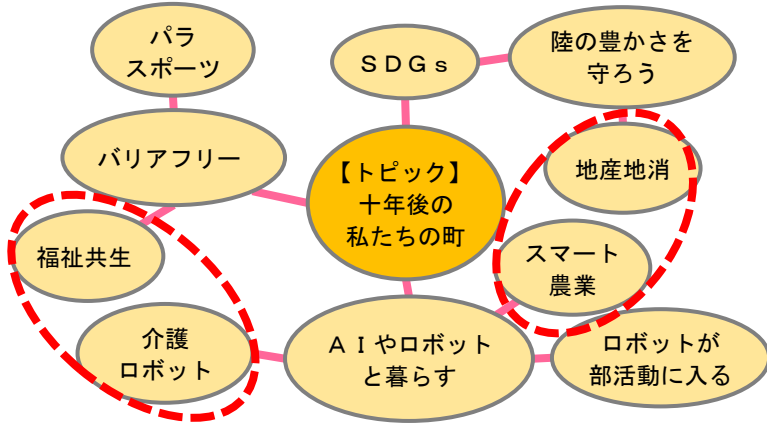 パラ
スポーツ
ＳＤＧｓ
陸の豊かさを
守ろう
バリアフリー
【トピック】
十年後の
私たちの町
地産地消
福祉共生
スマート
農業
介護
ロボット
ＡＩやロボット
と暮らす
ロボットが
部活動に入る